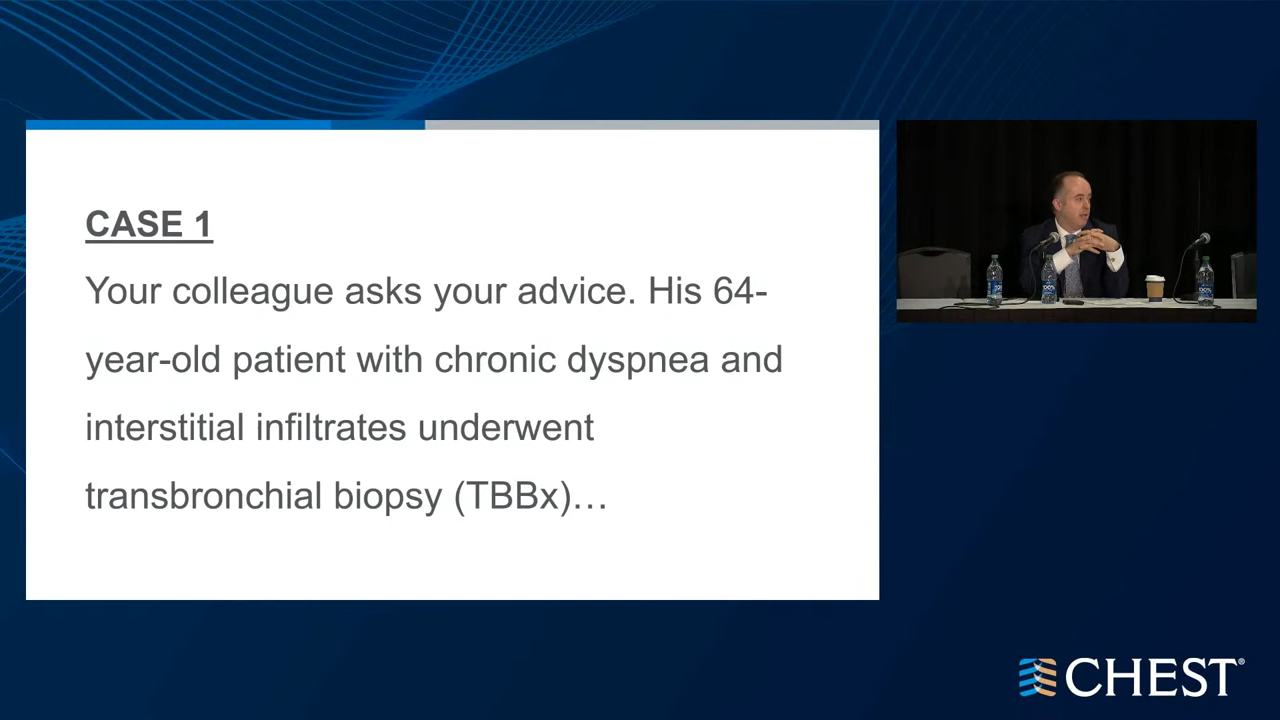 CASE 1
Your colleague asks your advice. His 64-
year-old patient with chronic dyspnea and
interstitial infiltrates underwent
transbronchial biopsy (TBBx)…
CHEST®